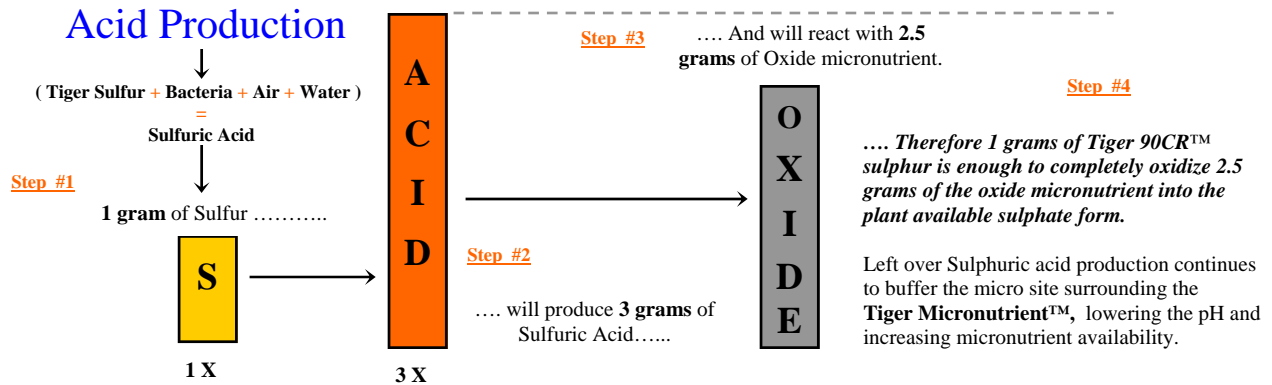 Acid Production
( Tiger Sulfur + Bacteria + Air + Water )
=
Sulfuric Acid
Step #1
1 gram of Sulfur ………..
S
1 X
A
C
I
D
3 X
Step #2
…. will produce 3 grams of
Sulfuric Acid…...
Step #3
…. And will react with 2.5
grams of Oxide micronutrient.
O
X
I
D
E
Step #4
…. Therefore 1 grams of Tiger 90CR™
sulphur is enough to completely oxidize 2.5
grams of the oxide micronutrient into the
plant available sulphate form.
Left over Sulphuric acid production continues
to buffer the micro site surrounding the
Tiger Micronutrient™, lowering the pH and
increasing micronutrient availability.